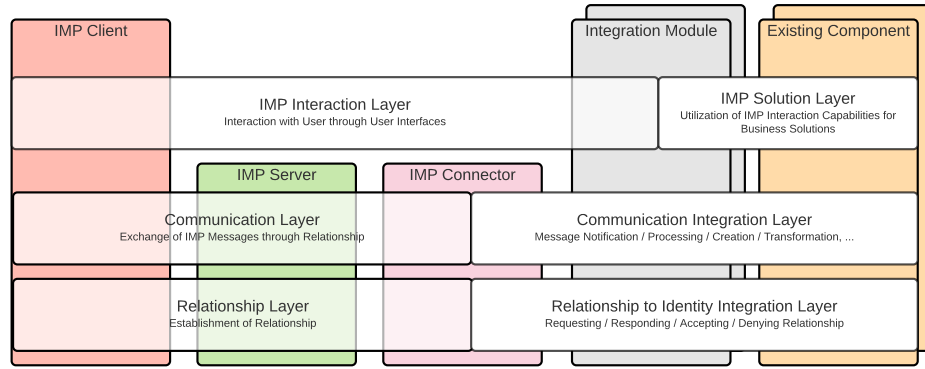 IMP Client
Integration Module
Existing Component
IMP Interaction Layer
Interaction with User through User Interfaces
IMP Solution Layer
Utilization of IMP Interaction Capabilities for
Business Solutions
IMP Server
IMP Connector
Communication Layer
Exchange of IMP Messages through Relationship
Communication Integration Layer
Message Notification / Processing / Creation / Transformation, ...
Relationship Layer
Establishment of Relationship
Relationship to Identity Integration Layer
Requesting / Responding / Accepting / Denying Relationship